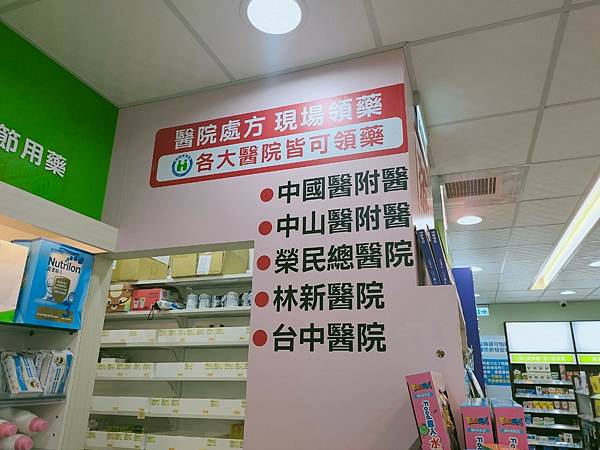 節用藥
醫院處方 現場領藥
各大醫院皆可領藥
●中國醫附醫
●中山醫附醫
●榮民總醫院
●林新醫院
●台中醫院
Nutrilon